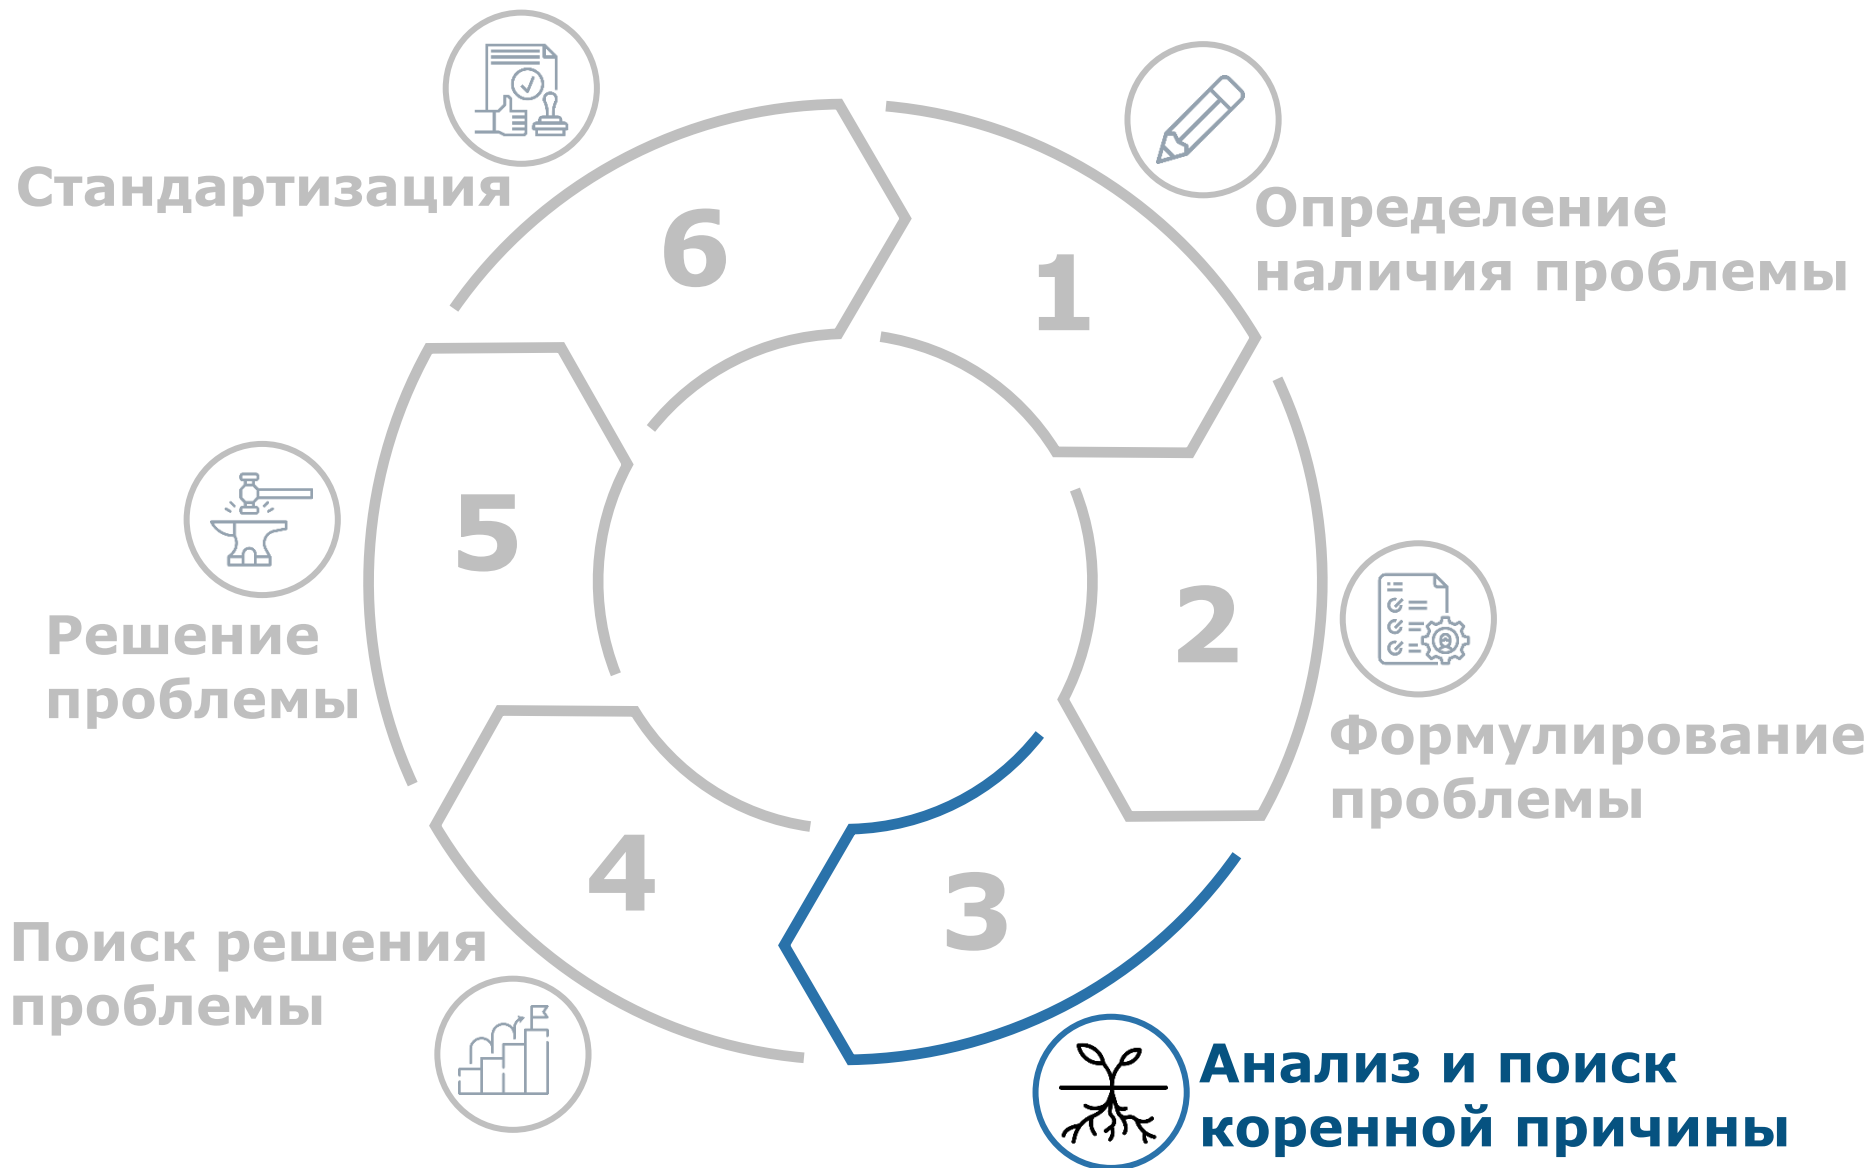 1
Определение
наличия проблемы
2
Формулирование
проблемы
3
Анализ и поиск
коренной причины
4
Поиск решения
проблемы
5
Решение
проблемы
6
Стандартизация